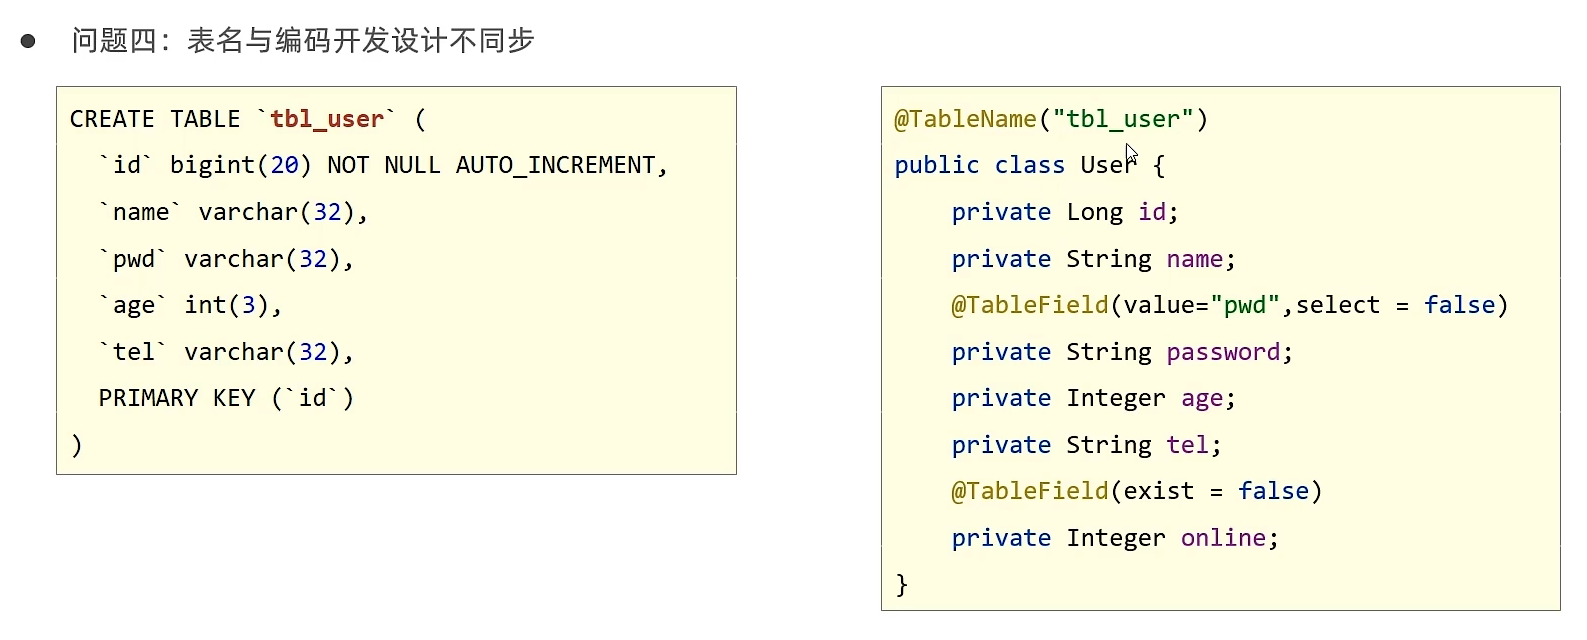 ● 问题四：表名与编码开发设计不同步
CREATE TABLE `tbl_user` (
  `id` bigint(20) NOT NULL AUTO_INCREMENT,
  `name` varchar(32),
  `pwd` varchar(32),
  `age` int(3),
  `tel` varchar(32),
  PRIMARY KEY (`id`)
)
@TableName("tbl_user")
public class User {
    private Long id;
    private String name;
    @TableField(value="pwd",select = false)
    private String password;
    private Integer age;
    private String tel;
    @TableField(exist = false)
    private Integer online;
}